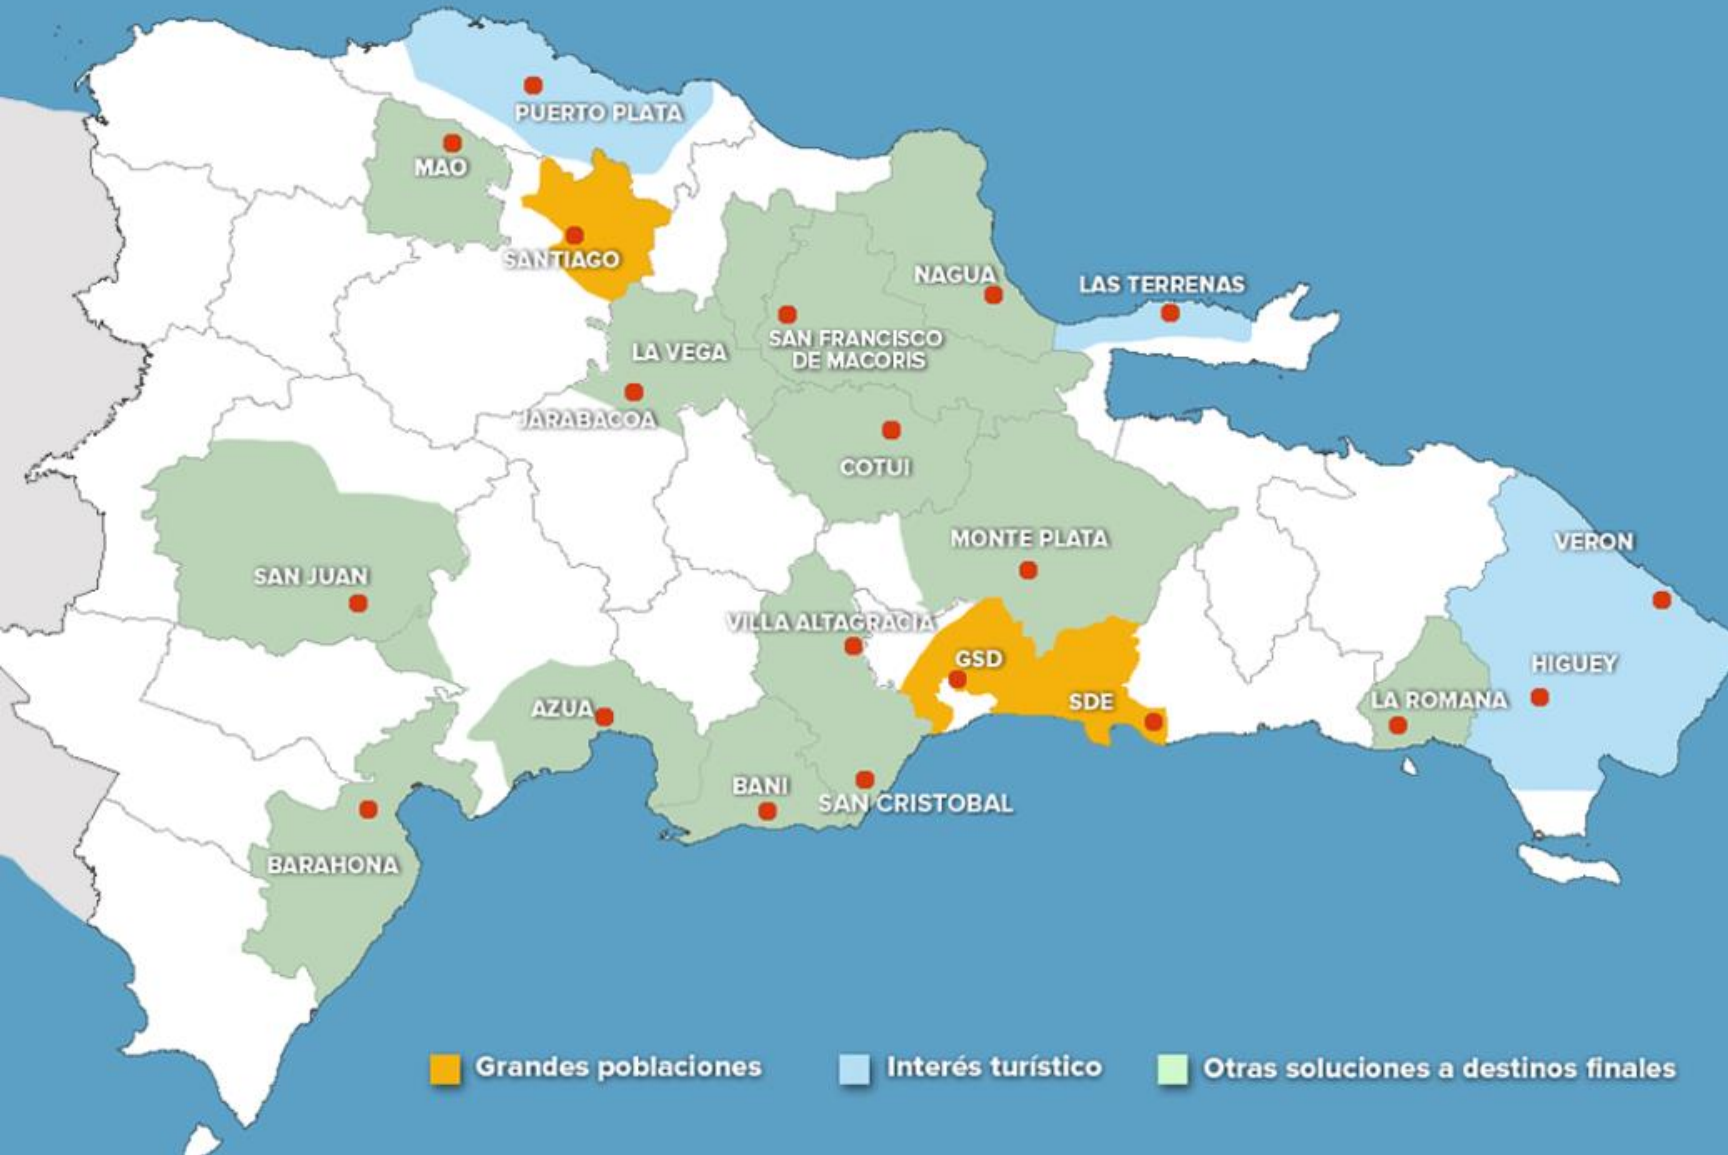 PUERTO PLATA
MAO
SANTIAGO
NAGUA
LAS TERRENAS
SAN FRANCISCO
DE MACORIS
LA VEGA
JARABACOA
COTUI
MONTE PLATA
VERON
SAN JUAN
VILLA ALTAGRACIA
GSD
HIGUEY
SDE
LA ROMANA
AZUA
BANI
SAN CRISTOBAL
BARAHONA
Grandes poblaciones
Interés turístico
Otras soluciones a destinos finales